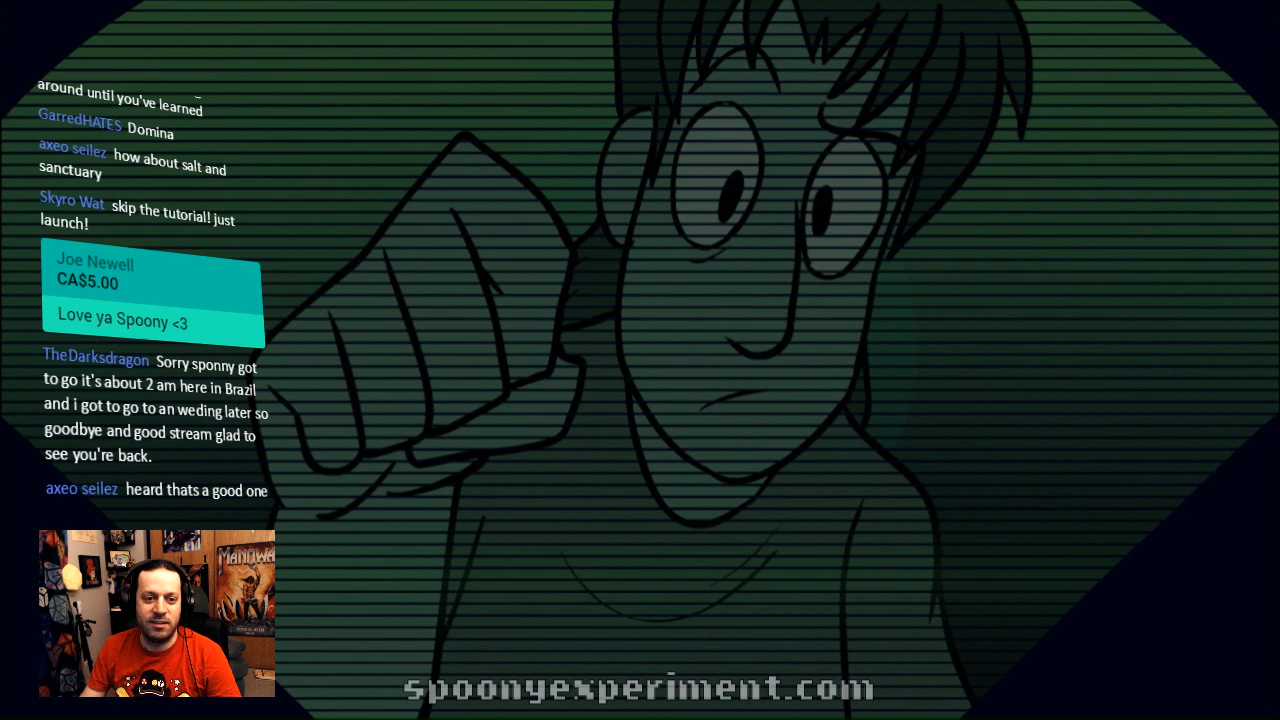 around until you've learned
GarredHATES Domina
axeo seilez how about salt and
sanctuary
Skyro Wat skip the tutorial! just
launch!
Joe Newell
CA$5.00
Love ya Spoony <3
TheDarksdragon Sorry sponny got
to go it's about 2 am here in Brazil
and i got to go to an weding later so
goodbye and good stream glad to
see you're back.
axeo seilez heard thats a good one
MANOWA
spoonyexperiment.com